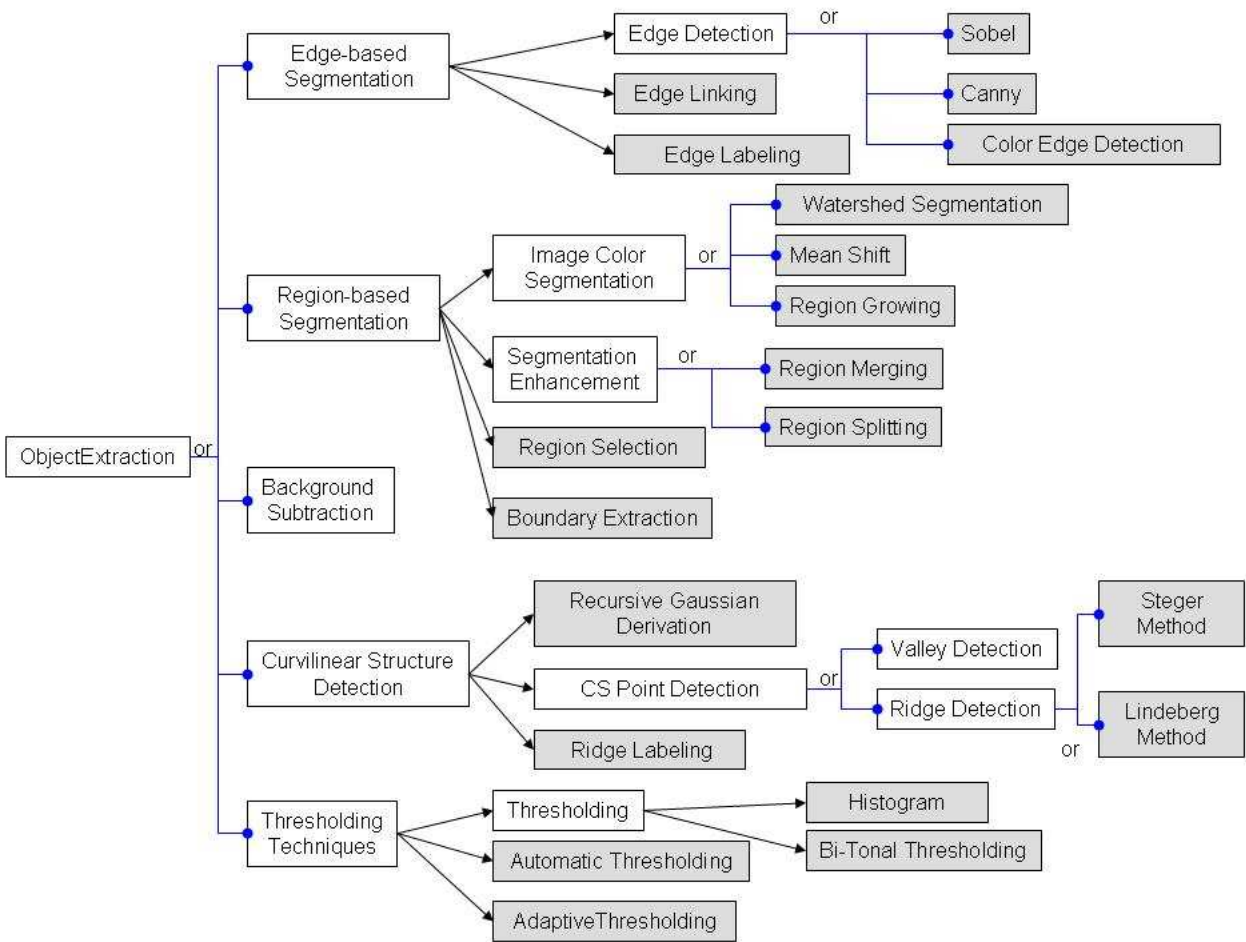 or
Edge-based
Segmentation
Edge Detection
Sobel
Edge Linking
Canny
Edge Labeling
Color Edge Detection
Watershed Segmentation
Image Color
Segmentation
or
Mean Shift
Region-based
Segmentation
Region Growing
Segmentation
Enhancement
or
Region Merging
Region Splitting
Region Selection
ObjectExtraction
or
Background
Subtraction
Boundary Extraction
Recursive Gaussian
Derivation
Steger
Method
Curvilinear Structure
Detection
Valley Detection
CS Point Detection
or
Ridge Detection
Lindeberg
Method
Ridge Labeling
or
Thresholding
Techniques
Thresholding
Histogram
Automatic Thresholding
Bi-Tonal Thresholding
AdaptiveThresholding